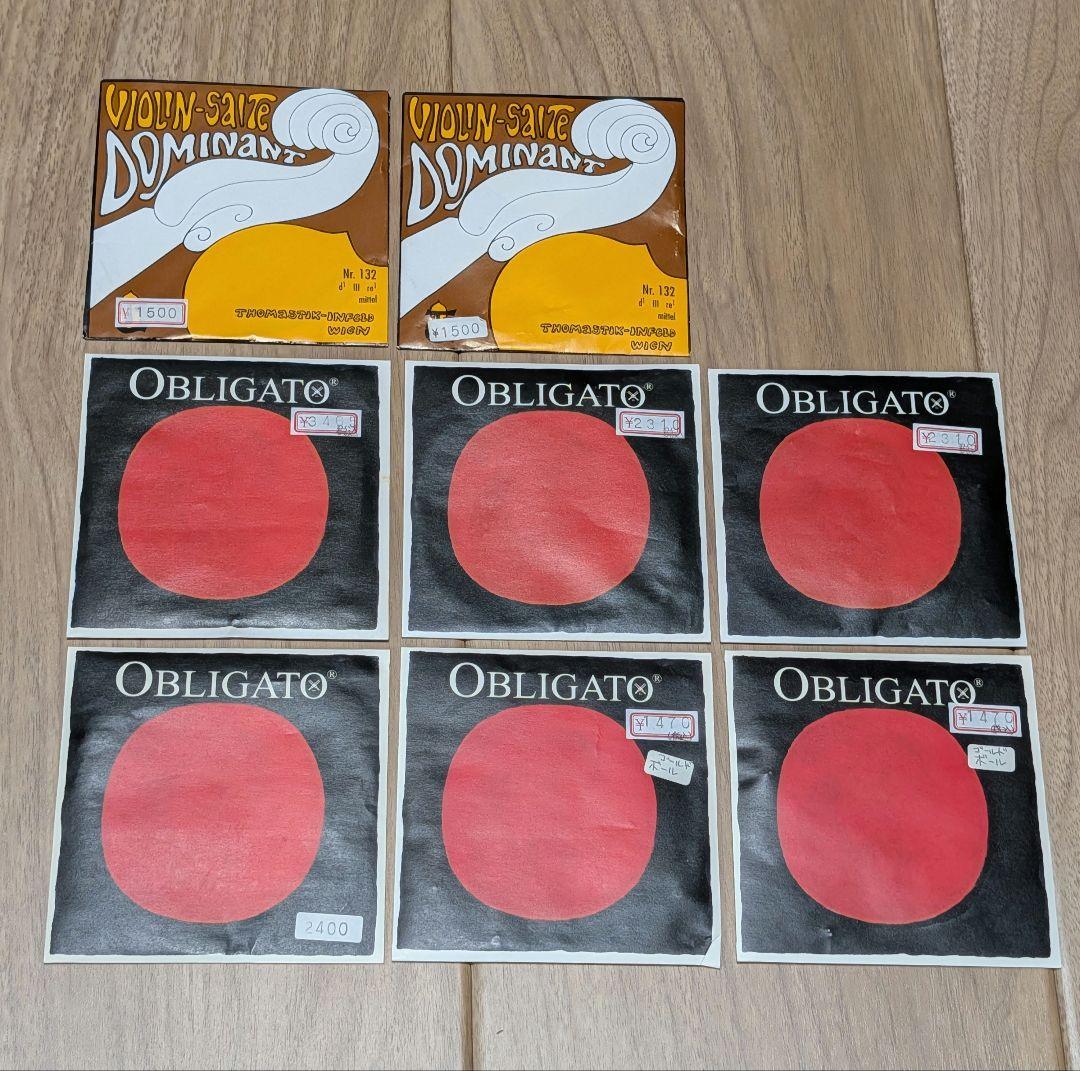 VIOLIN-SAITE
DOMINANT
Nr. 132
d¹ III re¹
mittel
THOMASTIK-INFELD
WIEN
¥1500
VIOLIN-SAITE
DOMINANT
Nr. 132
d¹ III re¹
mittel
THOMASTIK-INFELD
WIEN
¥1500
OBLIGATO®
OBLIGATO®
¥2310
OBLIGATO®
¥2310
OBLIGATO®
2400
OBLIGATO®
¥1470
(税込)
ゴールド
ボール
OBLIGATO®
¥1470
ゴールド
ボール